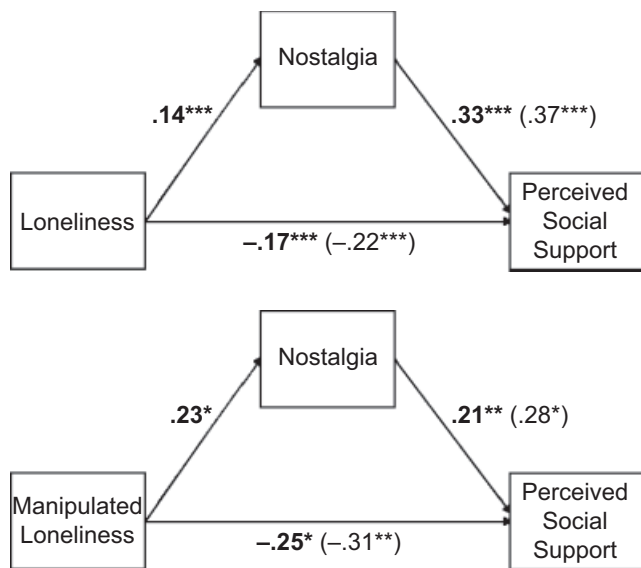 Nostalgia
.14***
.33*** (.37***)
Loneliness
Perceived
Social
Support
–.17*** (–.22***)
Nostalgia
.23*
.21** (.28*)
Manipulated
Loneliness
Perceived
Social
Support
–.25* (–.31**)